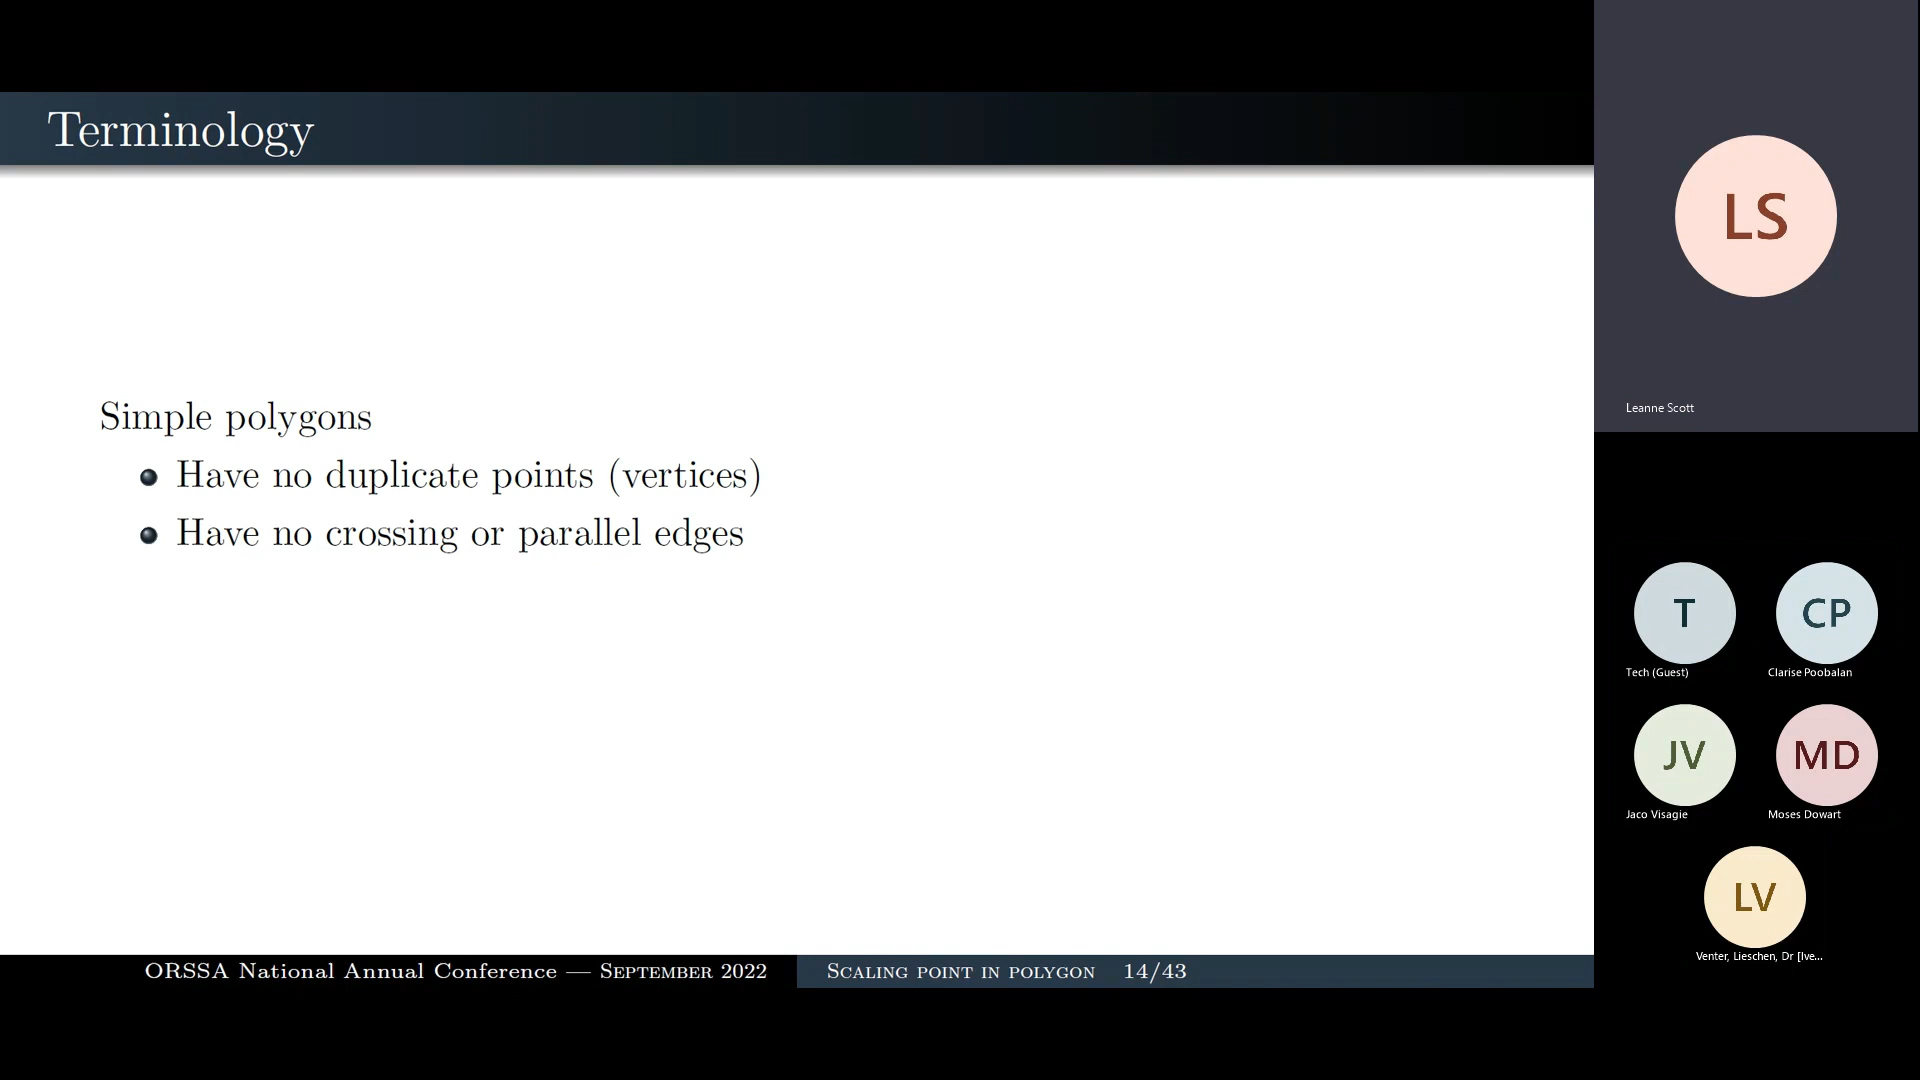 Terminology
Simple polygons
Have no duplicate points (vertices)
Have no crossing or parallel edges
ORSSA National Annual Conference — September 2022
Scaling point in polygon 14/43
LS
Leanne Scott
T
CP
Tech (Guest)
Clarise Poobalan
JV
MD
Jaco Visagie
Moses Dowart
LV
Venter, Lieschen, Dr [lve...